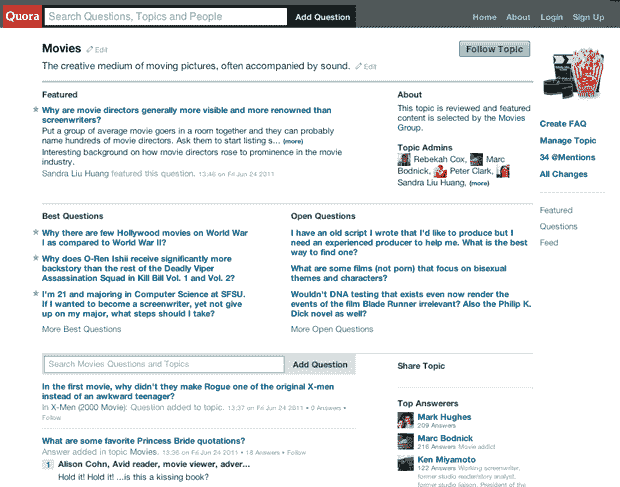 Quora
Search Questions, Topics and People
Add Question
Home About Login Sign Up
Movies Edit
Follow Topic
The creative medium of moving pictures, often accompanied by sound. Edit
Featured
Why are movie directors generally more visible and more renowned than
screenwriters?
Put a group of average movie goers in a room together and they can probably
name hundreds of movie directors. Ask them to start listing s... (more)
Interesting background on how movie directors rose to prominence in the movie
industry.
Sandra Liu Huang featured this question. 13:46 on Fri Jun 24 2011
About
This topic is reviewed and featured
content is selected by the Movies
Group.
Topic Admins
Rebekah Cox, Marc
Bodnick, Peter Clark,
Sandra Liu Huang, (more)
Create FAQ
Manage Topic
34 @Mentions
All Changes
Featured
Questions
Feed
Best Questions
Why there are few Hollywood movies on World War
I as compared to World War II?
Why does O-Ren Ishii receive significantly more
backstory than the rest of the Deadly Viper
Assassination Squad in Kill Bill Vol. 1 and Vol. 2?
I'm 21 and majoring in Computer Science at SFSU.
If I wanted to become a screenwriter, yet not give
up on my major, what steps should I take?
More Best Questions
Open Questions
I have an old script I wrote that I'd like to produce but I
need an experienced producer to help me. What is the best
way to find one?
What are some films (not porn) that focus on bisexual
themes and characters?
Wouldn't DNA testing that exists even now render the
events of the film Blade Runner irrelevant? Also the Philip K.
Dick novel as well?
More Open Questions
Search Movies Questions and Topics
Add Question
In the first movie, why didn't they make Rogue one of the original X-men
instead of an awkward teenager?
In X-Men (2000 Movie): Question added to topic. 13:37 on Fri Jun 24 2011 • 0 Answers •
Follow
What are some favorite Princess Bride quotations?
Answer added in topic Movies. 13:36 on Fri Jun 24 2011 • 18 Answers • Follow
1 Alison Cohn, Avid reader, movie viewer, adver...
Hold it! Hold it! ...is this a kissing book?
Share Topic
Top Answerers
Mark Hughes
209 Answers
Marc Bodnick
216 Answers Movie addict
Ken Miyamoto
122 Answers Working screenwriter,
former studio reader/story analyst,
former studio liaison, President of the